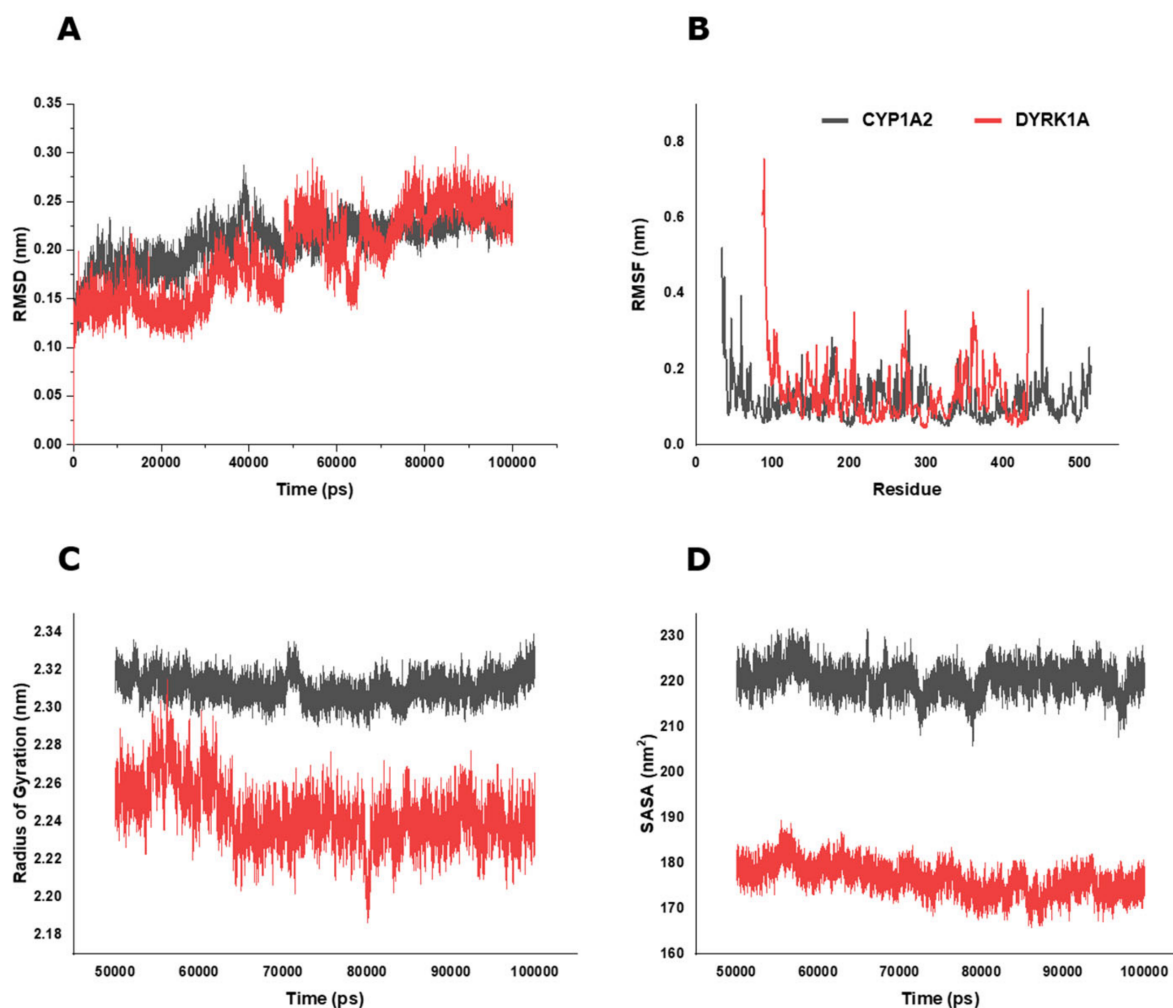 A
RMSD (nm)
0.35
0.30
0.25
0.20
0.15
0.10
0.05
0.00
0 20000 40000 60000 80000 100000
Time (ps)
B
CYP1A2 DYRK1A
RMSF (nm)
0.8
0.6
0.4
0.2
0.0
0 100 200 300 400 500
Residue
C
Radius of Gyration (nm)
2.34
2.32
2.30
2.28
2.26
2.24
2.22
2.20
2.18
50000 60000 70000 80000 90000 100000
Time (ps)
D
SASA (nm²)
230
220
210
200
190
180
170
160
50000 60000 70000 80000 90000 100000
Time (ps)